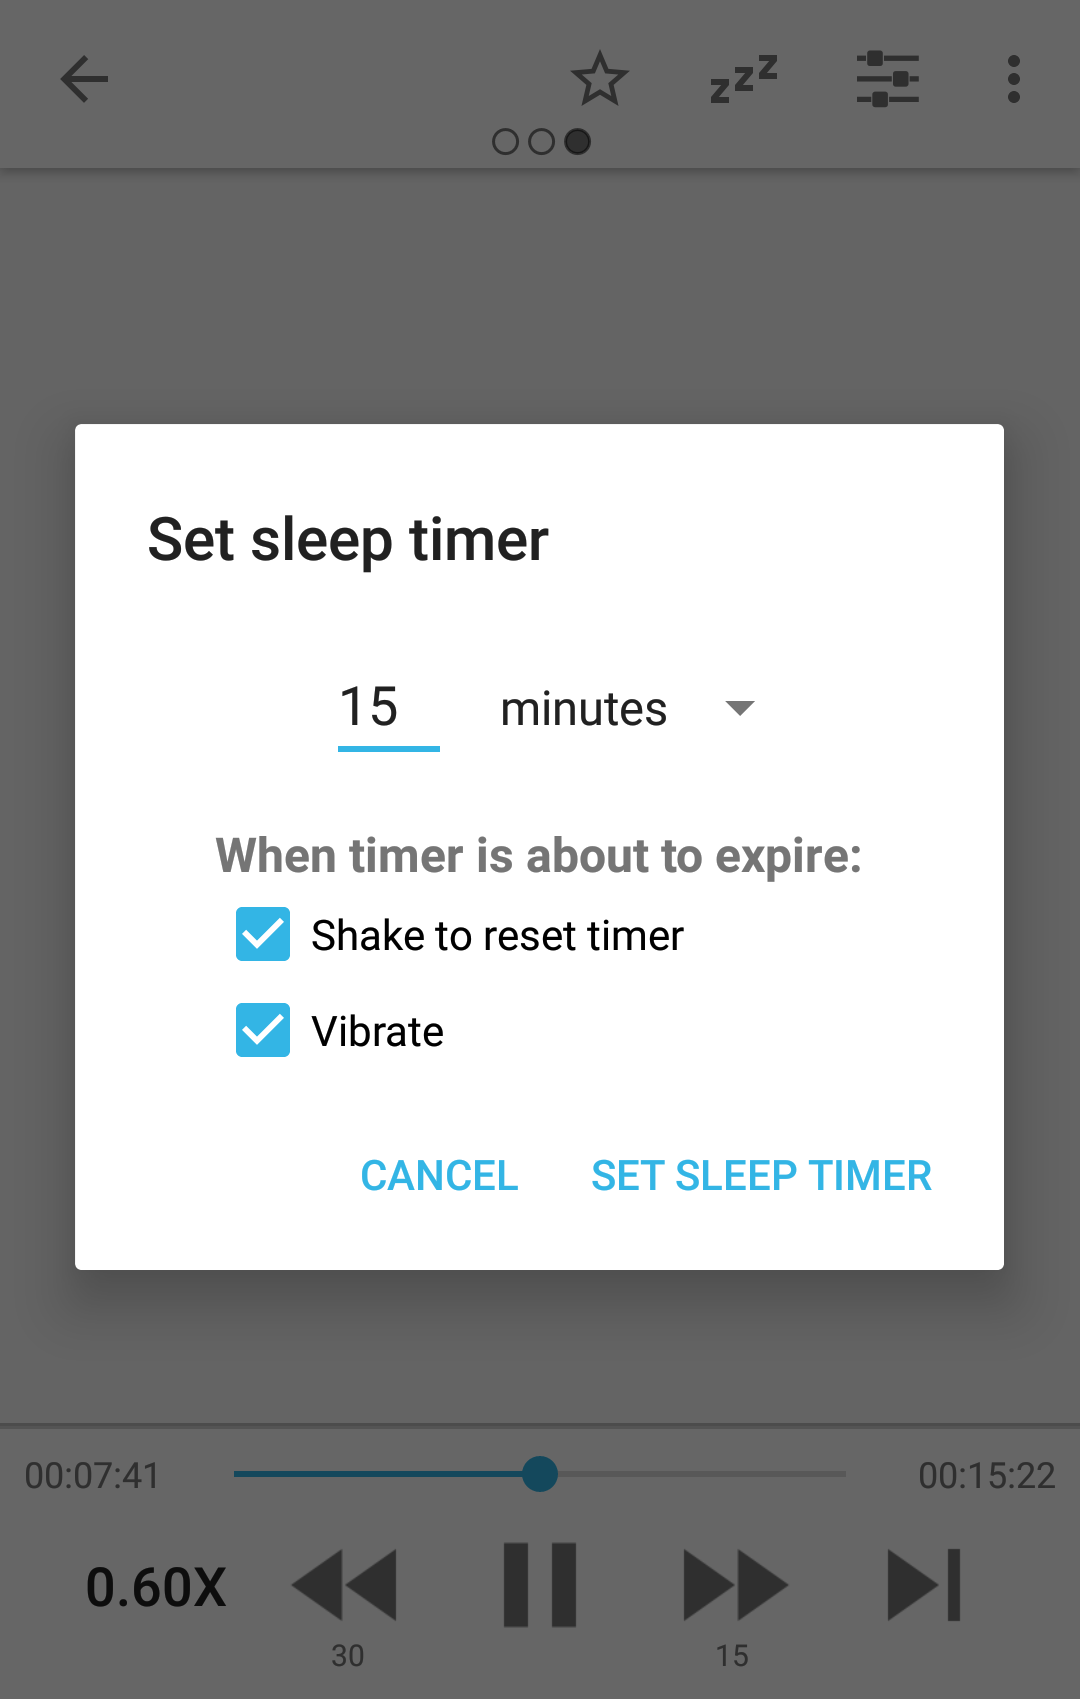 zzz
Set sleep timer
15 minutes
When timer is about to expire:
Shake to reset timer
Vibrate
CANCEL SET SLEEP TIMER
00:07:41 00:15:22
0.60X
30 15